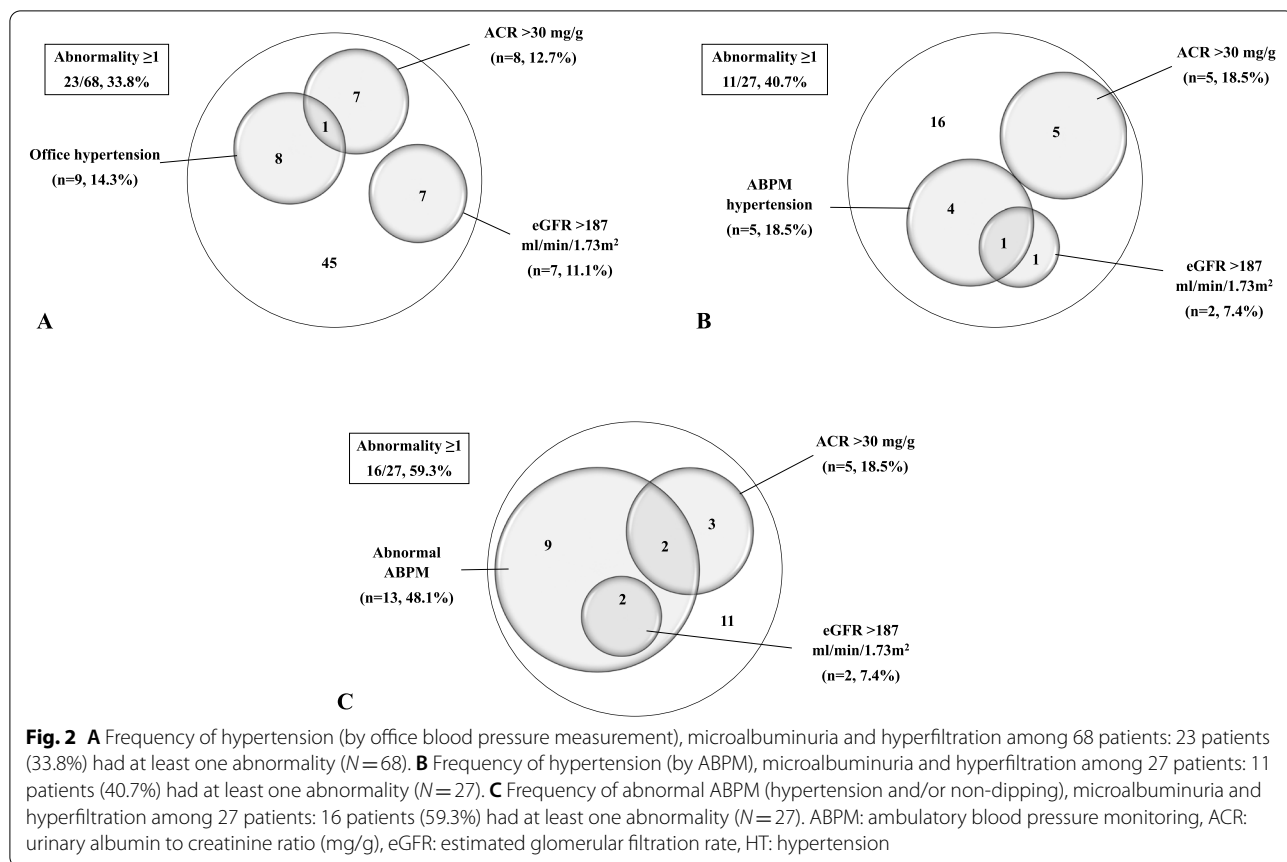 Abnormality ≥1
23/68, 33.8%
ACR >30 mg/g
(n=8, 12.7%)
7
1
Office hypertension
(n=9, 14.3%)
8
7
eGFR >187
ml/min/1.73m²
(n=7, 11.1%)
45
A
Abnormality ≥1
11/27, 40.7%
ACR >30 mg/g
(n=5, 18.5%)
16
5
ABPM
hypertension
(n=5, 18.5%)
4
1
1
eGFR >187
ml/min/1.73m²
(n=2, 7.4%)
B
Abnormality ≥1
16/27, 59.3%
ACR >30 mg/g
(n=5, 18.5%)
9
3
2
Abnormal
ABPM
(n=13, 48.1%)
2
11
eGFR >187
ml/min/1.73m²
(n=2, 7.4%)
C
Fig. 2 A Frequency of hypertension (by office blood pressure measurement), microalbuminuria and hyperfiltration among 68 patients: 23 patients
(33.8%) had at least one abnormality (N=68). B Frequency of hypertension (by ABPM), microalbuminuria and hyperfiltration among 27 patients: 11
patients (40.7%) had at least one abnormality (N=27). C Frequency of abnormal ABPM (hypertension and/or non-dipping), microalbuminuria and
hyperfiltration among 27 patients: 16 patients (59.3%) had at least one abnormality (N=27). ABPM: ambulatory blood pressure monitoring, ACR:
urinary albumin to creatinine ratio (mg/g), eGFR: estimated glomerular filtration rate, HT: hypertension